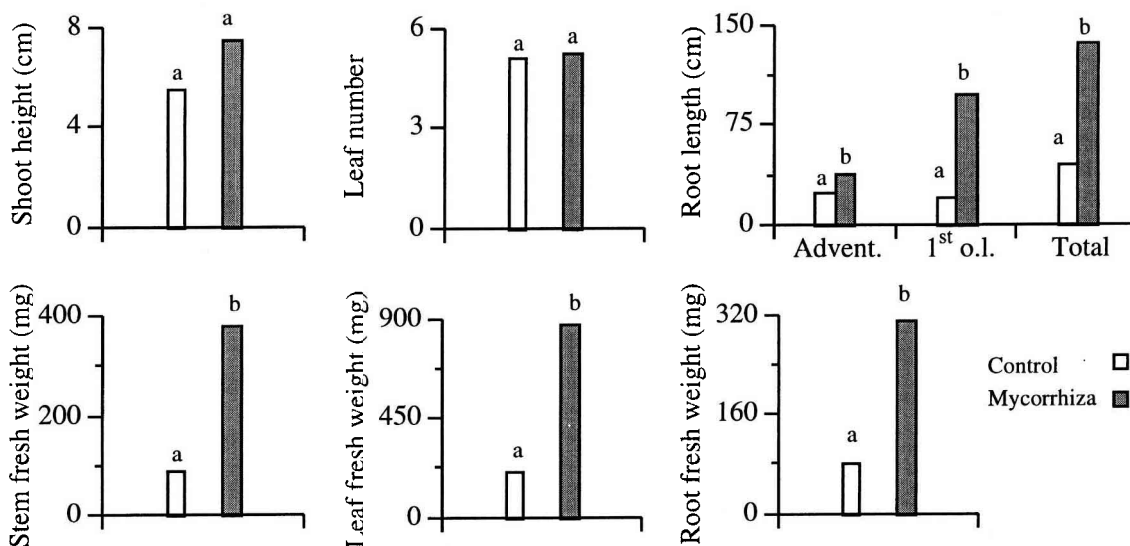 Shoot height (cm)
8
4
0
a
a
Leaf number
6
3
0
a
a
Root length (cm)
150
75
0
a
b
a
b
a
b
Advent.
1st o.l.
Total
Stem fresh weight (mg)
400
200
0
a
b
Leaf fresh weight (mg)
900
450
0
a
b
Root fresh weight (mg)
320
160
0
a
b
Control
Mycorrhiza